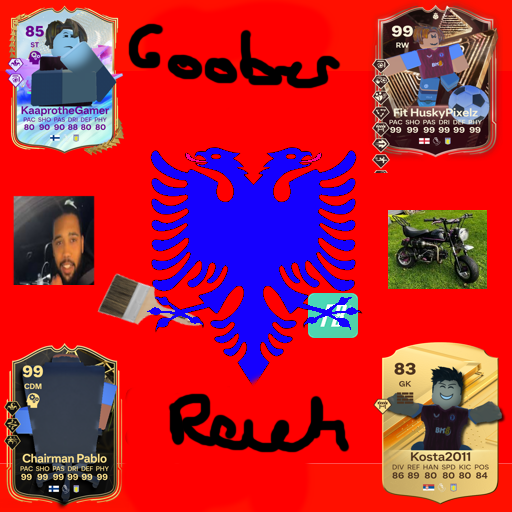 Goobers
85
ST
KaaprotheGamer
PAC SHO PAS DRI DEF PHY
80 90 90 88 80 80
99
RW
Fit HuskyPixelz
PAC SHO PAS DRI DEF PHY
99 99 99 99 99 99
99
CDM
Chairman Pablo
PAC SHO PAS DRI DEF PHY
99 99 99 99 99 99
Reich
83
GK
Kosta2011
DIV REF HAN SPD KIC POS
86 89 80 80 80 84